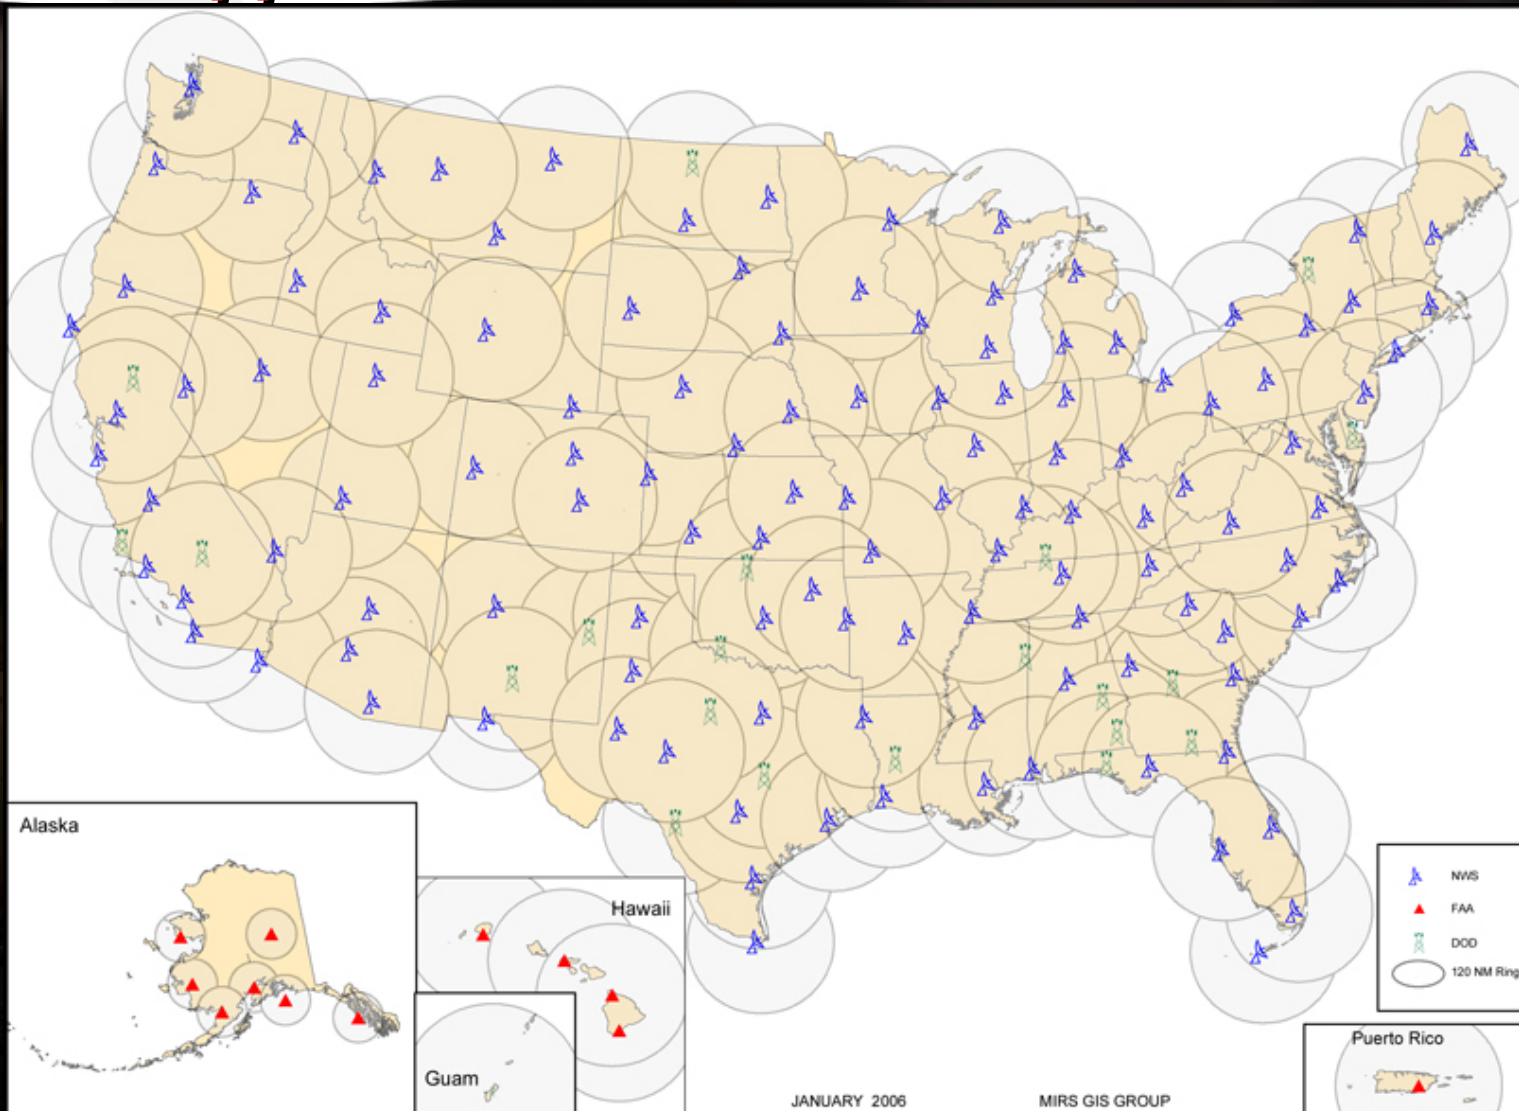 Alaska
Hawaii
Guam
NWS
FAA
DOD
120 NM Ring
Puerto Rico
JANUARY 2006
MIRS GIS GROUP